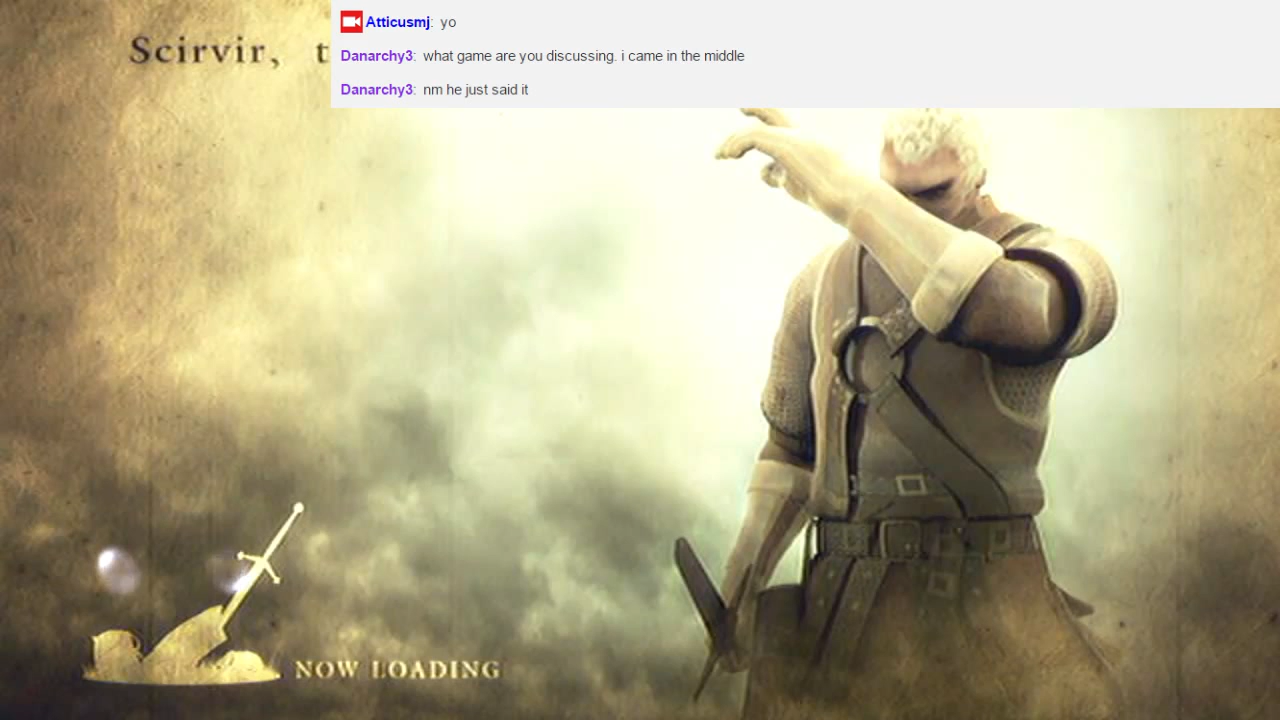 Atticusmj: yo
Scirvir,
Danarchy3: what game are you discussing. i came in the middle
Danarchy3: nm he just said it
NOW LOADING